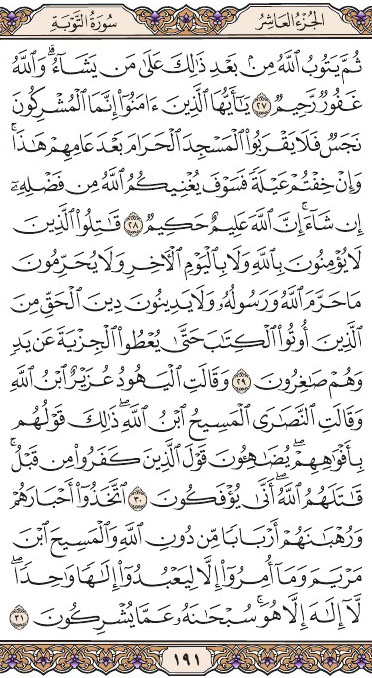 الجزء العاشر سورة التوبة
ثُمَّ يَتُوبُ ٱللَّهُ مِنۢ بَعْدِ ذَٰلِكَ عَلَىٰ مَن يَشَآءُ ۗ وَٱللَّهُ
غَفُورٌ رَّحِيمٌ ٢٧ يَٰٓأَيُّهَا ٱلَّذِينَ ءَامَنُوٓا۟ إِنَّمَا ٱلْمُشْرِكُونَ
نَجَسٌ فَلَا يَقْرَبُوا۟ ٱلْمَسْجِدَ ٱلْحَرَامَ بَعْدَ عَامِهِمْ هَٰذَا ۚ
وَإِنْ خِفْتُمْ عَيْلَةً فَسَوْفَ يُغْنِيكُمُ ٱللَّهُ مِن فَضْلِهِۦٓ
إِن شَآءَ ۚ إِنَّ ٱللَّهَ عَلِيمٌ حَكِيمٌ ٢٨ قَٰتِلُوا۟ ٱلَّذِينَ
لَا يُؤْمِنُونَ بِٱللَّهِ وَلَا بِٱلْيَوْمِ ٱلْءَاخِرِ وَلَا يُحَرِّمُونَ
مَا حَرَّمَ ٱللَّهُ وَرَسُولُهُۥ وَلَا يَدِينُونَ دِينَ ٱلْحَقِّ مِنَ
ٱلَّذِينَ أُوتُوا۟ ٱلْكِتَٰبَ حَتَّىٰ يُعْطُوا۟ ٱلْجِزْيَةَ عَن يَدٍ
وَهُمْ صَٰغِرُونَ ٢٩ وَقَالَتِ ٱلْيَهُودُ عُزَيْرٌ ٱبْنُ ٱللَّهِ
وَقَالَتِ ٱلنَّصَٰرَى ٱلْمَسِيحُ ٱبْنُ ٱللَّهِ ۖ ذَٰلِكَ قَوْلُهُم
بِأَفْوَٰهِهِمْ ۖ يُضَٰهِـُٔونَ قَوْلَ ٱلَّذِينَ كَفَرُوا۟ مِن قَبْلُ ۚ
قَٰتَلَهُمُ ٱللَّهُ ۚ أَنَّىٰ يُؤْفَكُونَ ٣٠ ٱتَّخَذُوٓا۟ أَحْبَارَهُمْ
وَرُهْبَٰنَهُمْ أَرْبَابًا مِّن دُونِ ٱللَّهِ وَٱلْمَسِيحَ ٱبْنَ
مَرْيَمَ وَمَآ أُمِرُوٓا۟ إِلَّا لِيَعْبُدُوٓا۟ إِلَٰهًا وَٰحِدًا ۖ
لَّآ إِلَٰهَ إِلَّا هُوَ ۚ سُبْحَٰنَهُۥ عَمَّا يُشْرِكُونَ ٣١
١٩١